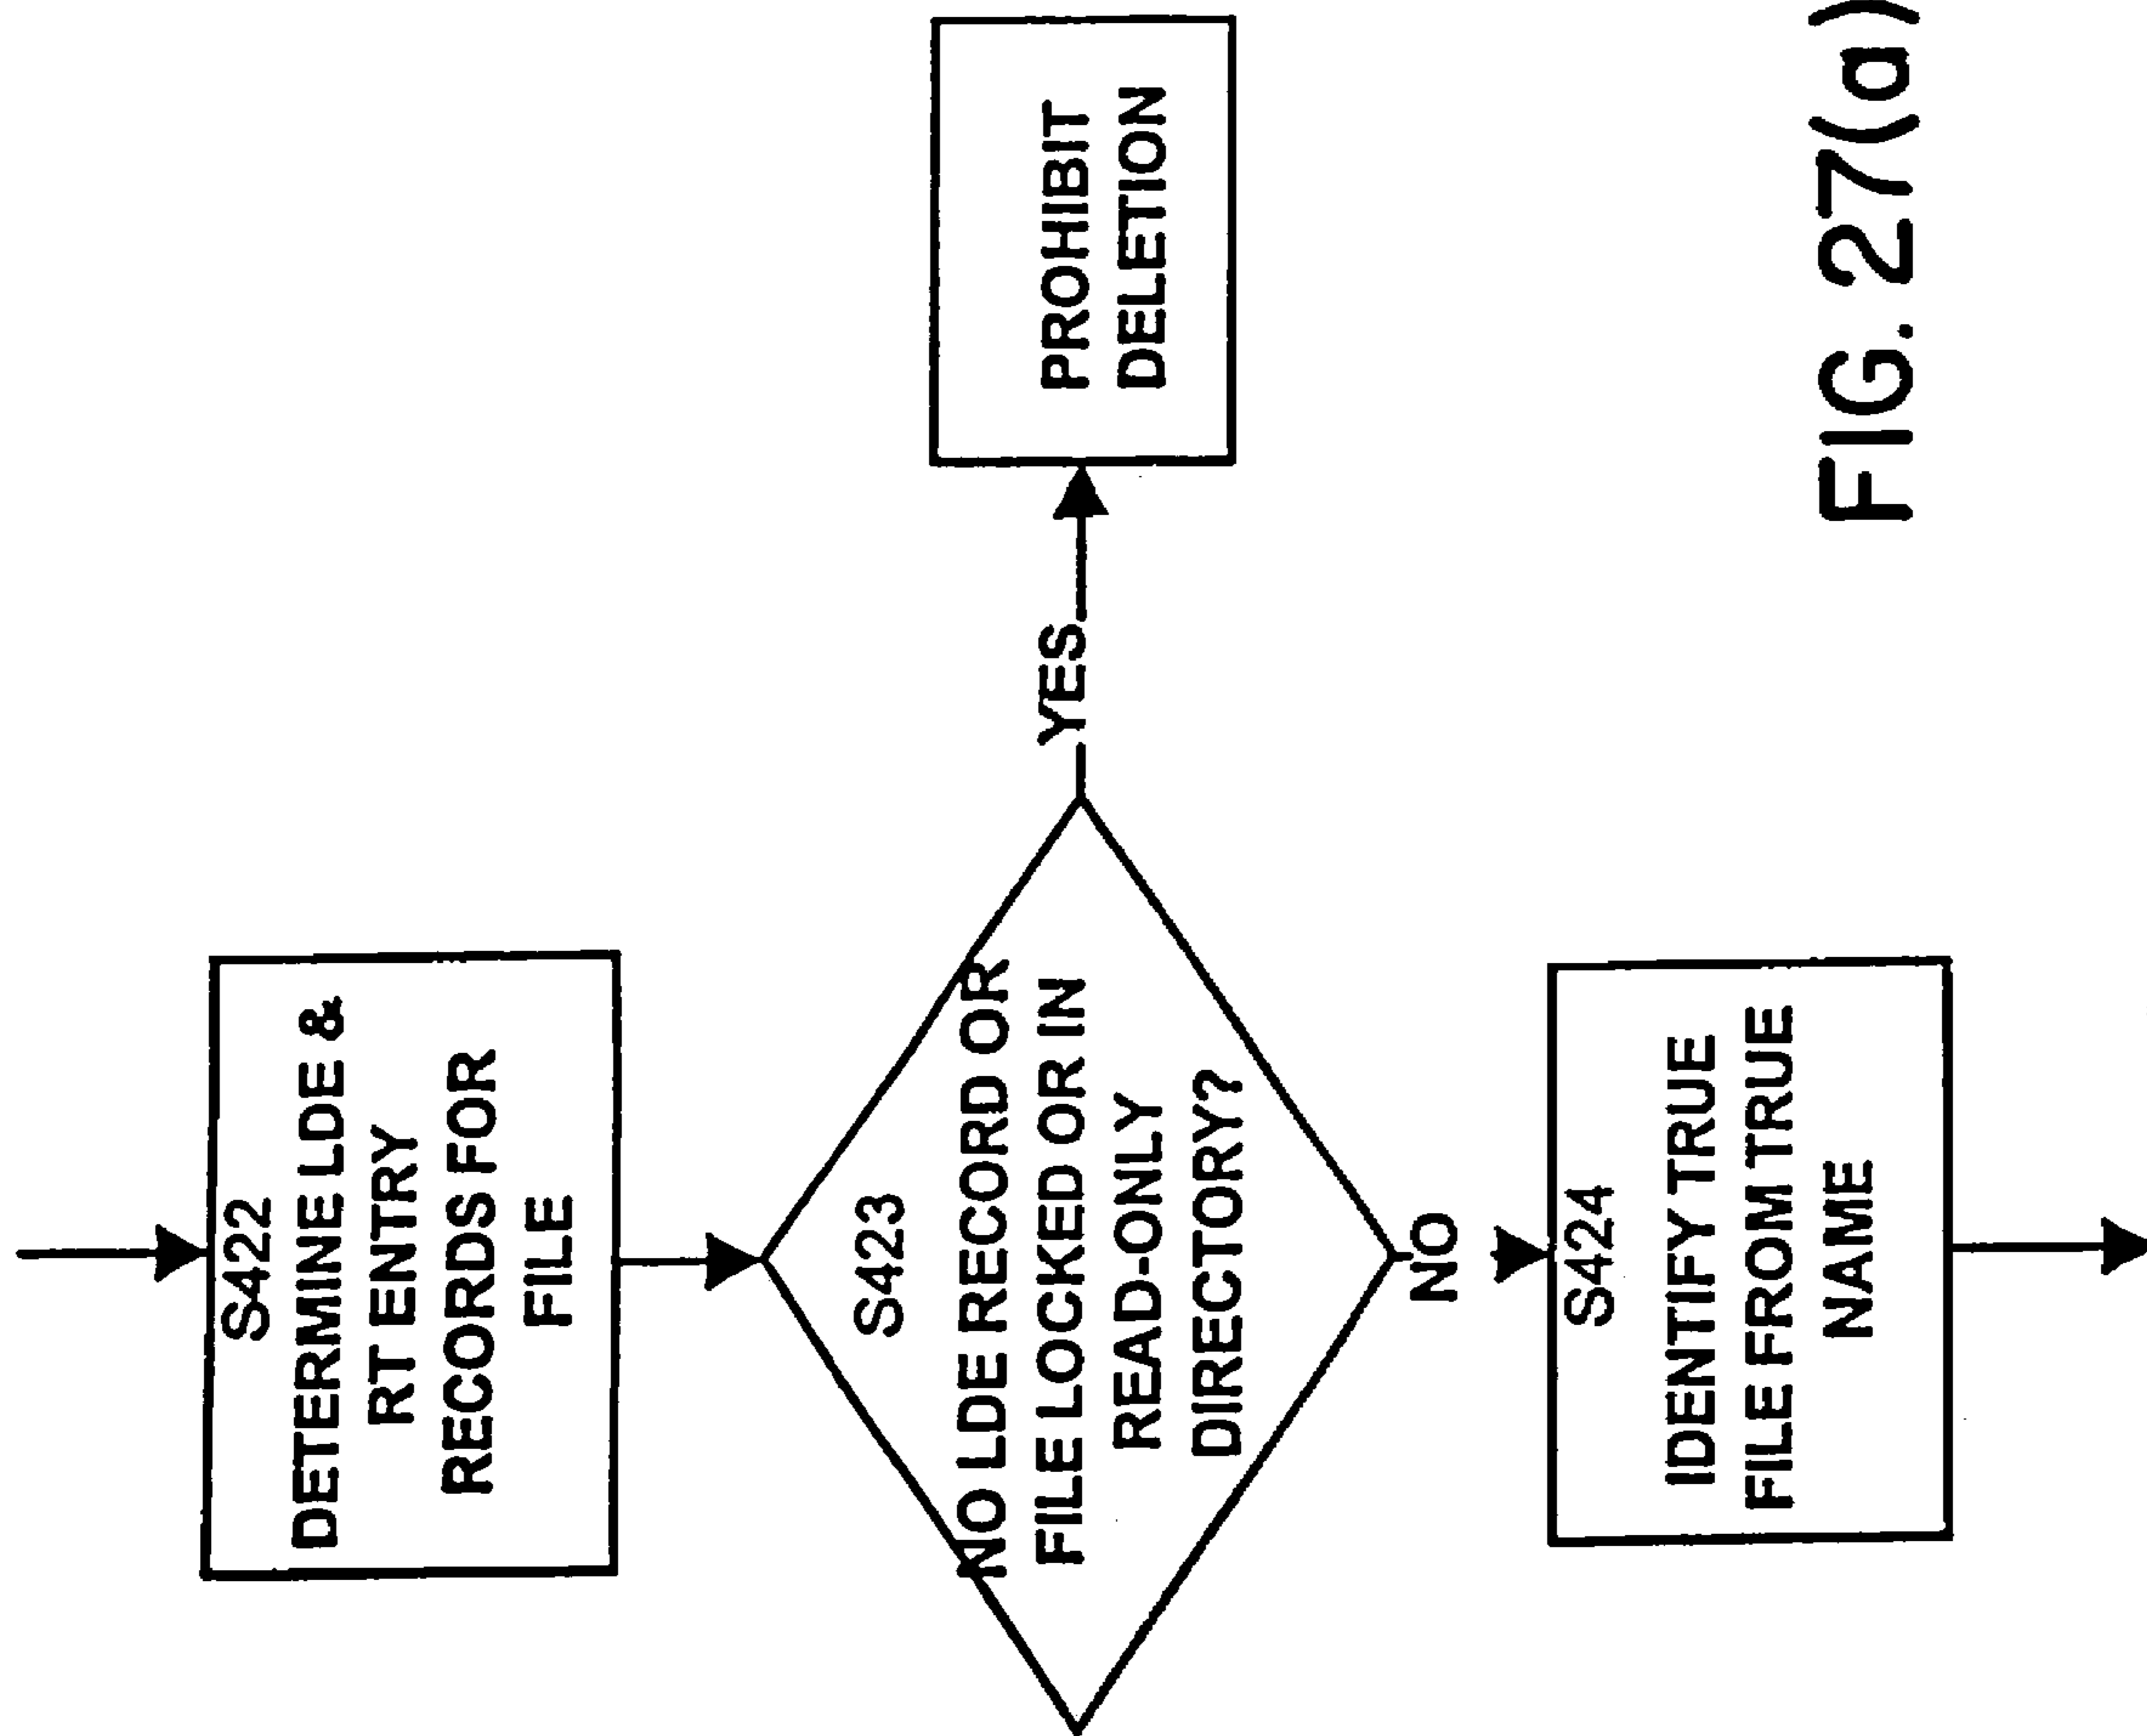 S422
DETERMINE LDE &
RT ENTRY
RECORDS FOR
FILE
S423
NO LDE RECORD OR
FILE LOCKED OR IN
READ-ONLY
DIRECTORY?
YES
PROHIBIT
DELETION
NO
S424
IDENTIFY TRUE
FILE FROM TRUE
NAME
FIG. 27(a)